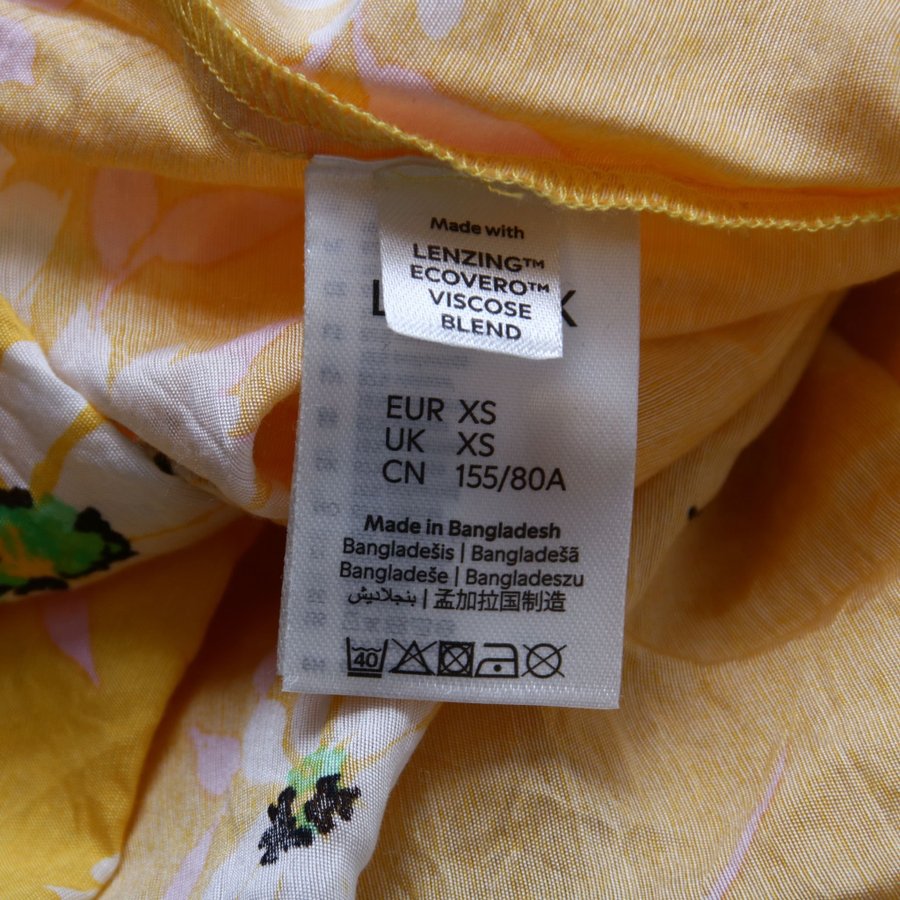 Made with
LENZING™
ECOVERO™
VISCOSE
BLEND
EUR XS
UK XS
CN 155/80A
Made in Bangladesh
Bangladešis | Bangladešā
Bangladeše | Bangladeszu
بنجلاديش | 孟加拉国制造
40